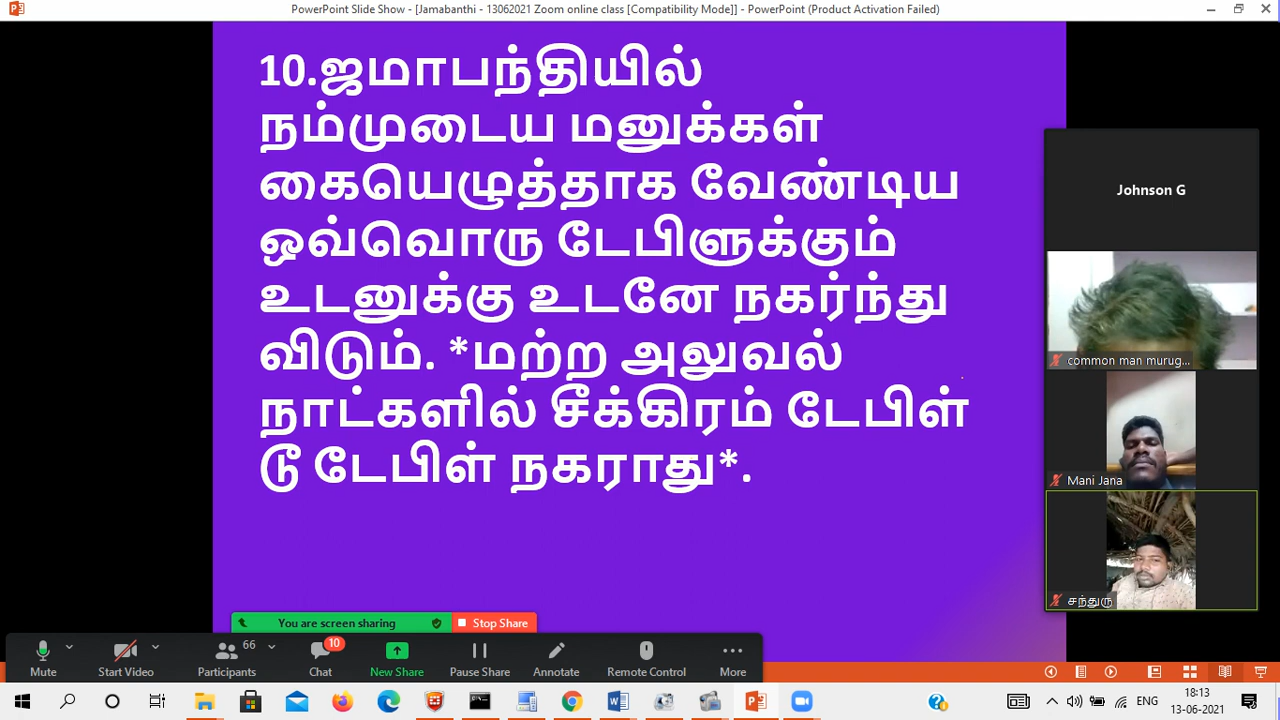 PowerPoint Slide Show - [Jamabanthi - 13062021 Zoom online class [Compatibility Mode]] - PowerPoint (Product Activation Failed)
10.ஜமாபந்தியில்
நம்முடைய மனுக்கள்
கையெழுத்தாக வேண்டிய
ஒவ்வொரு டேபிளுக்கும்
உடனுக்கு உடனே நகர்ந்து
விடும். *மற்ற அலுவல்
நாட்களில் சீக்கிரம் டேபிள்
டூ டேபிள் நகராது*.
Johnson G
common man murug...
Mani Jana
சந்துரு
You are screen sharing
Stop Share
Mute
Start Video
66
Participants
10
Chat
New Share
Pause Share
Annotate
Remote Control
More
ENG
18:13
13-06-2021